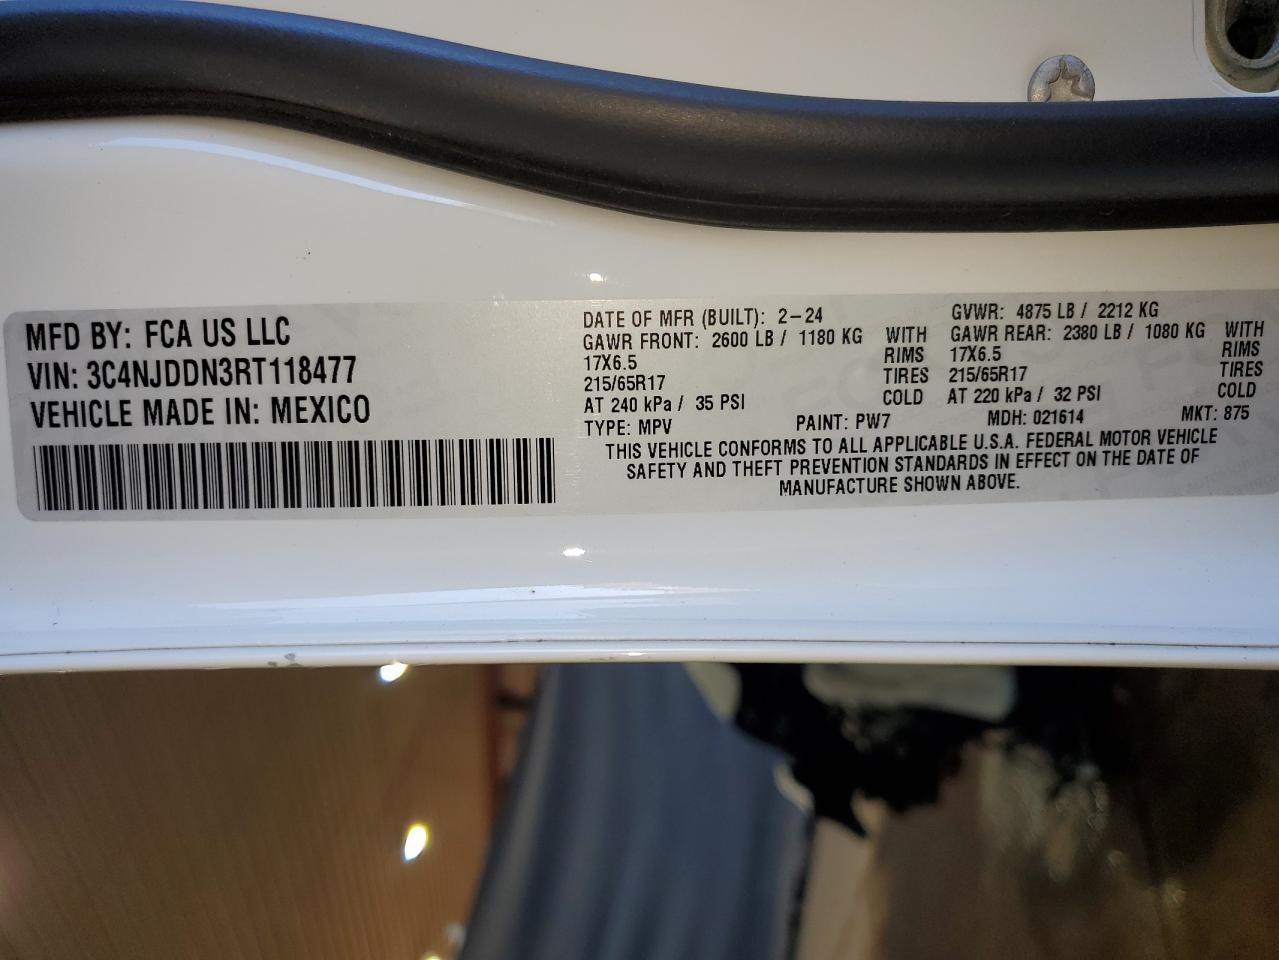 MFD BY: FCA US LLC
VIN: 3C4NJDDN3RT118477
VEHICLE MADE IN: MEXICO
DATE OF MFR (BUILT): 2-24
GAWR FRONT: 2600 LB / 1180 KG WITH
17X6.5 RIMS
215/65R17 TIRES
AT 240 kPa / 35 PSI COLD
GVWR: 4875 LB / 2212 KG
GAWR REAR: 2380 LB / 1080 KG WITH
17X6.5 RIMS
215/65R17 TIRES
AT 220 kPa / 32 PSI COLD
TYPE: MPV PAINT: PW7 MDH: 021614 MKT: 875
THIS VEHICLE CONFORMS TO ALL APPLICABLE U.S.A. FEDERAL MOTOR VEHICLE
SAFETY AND THEFT PREVENTION STANDARDS IN EFFECT ON THE DATE OF
MANUFACTURE SHOWN ABOVE.